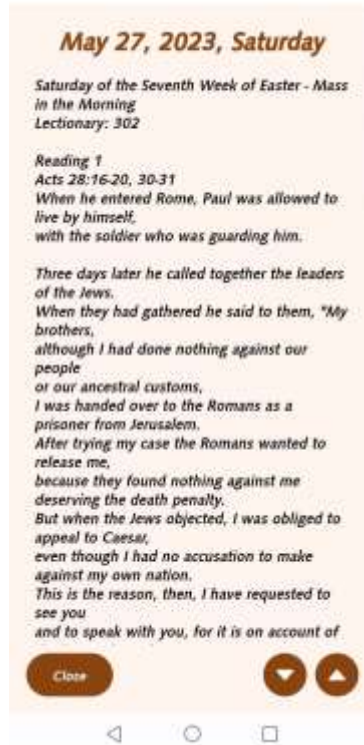 May 27, 2023, Saturday
Saturday of the Seventh Week of Easter - Mass
in the Morning
Lectionary: 302
Reading 1
Acts 28:16-20, 30-31
When he entered Rome, Paul was allowed to
live by himself,
with the soldier who was guarding him.
Three days later he called together the leaders
of the Jews.
When they had gathered he said to them, "My
brothers,
although I had done nothing against our
people
or our ancestral customs,
I was handed over to the Romans as a
prisoner from Jerusalem.
After trying my case the Romans wanted to
release me,
because they found nothing against me
deserving the death penalty.
But when the Jews objected, I was obliged to
appeal to Caesar,
even though I had no accusation to make
against my own nation.
This is the reason, then, I have requested to
see you
and to speak with you, for it is on account of
Close